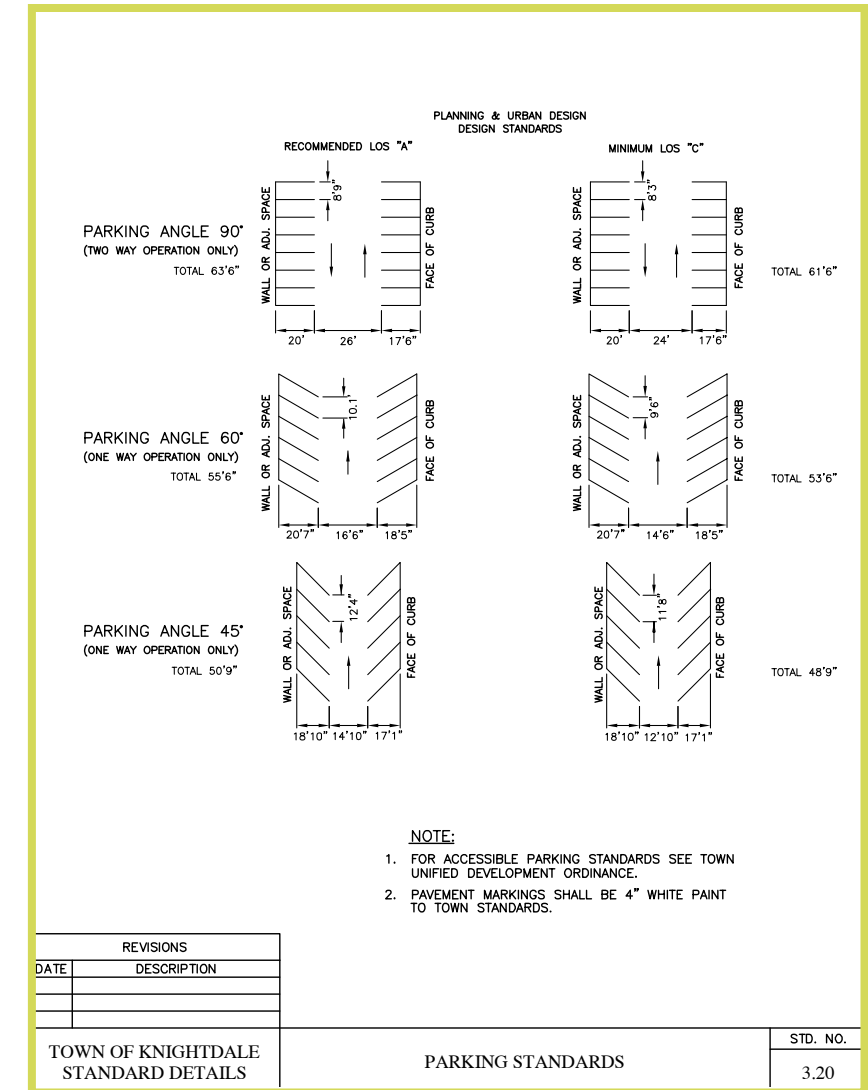 PLANNING & URBAN DESIGN
DESIGN STANDARDS
RECOMMENDED LOS "A"
MINIMUM LOS "C"
PARKING ANGLE 90°
(TWO WAY OPERATION ONLY)
TOTAL 63'6"
WALL OR ADJ. SPACE
8'9"
FACE OF CURB
20' 26' 17'6"
WALL OR ADJ. SPACE
8'3"
FACE OF CURB
20' 24' 17'6"
TOTAL 61'6"
PARKING ANGLE 60°
(ONE WAY OPERATION ONLY)
TOTAL 55'6"
WALL OR ADJ. SPACE
10.1'
FACE OF CURB
20'7" 16'6" 18'5"
WALL OR ADJ. SPACE
9'6"
FACE OF CURB
20'7" 14'6" 18'5"
TOTAL 53'6"
PARKING ANGLE 45°
(ONE WAY OPERATION ONLY)
TOTAL 50'9"
WALL OR ADJ. SPACE
12'4"
FACE OF CURB
18'10" 14'10" 17'1"
WALL OR ADJ. SPACE
11'8"
FACE OF CURB
18'10" 12'10" 17'1"
TOTAL 48'9"
NOTE:
1. FOR ACCESSIBLE PARKING STANDARDS SEE TOWN
UNIFIED DEVELOPMENT ORDINANCE.
2. PAVEMENT MARKINGS SHALL BE 4" WHITE PAINT
TO TOWN STANDARDS.
REVISIONS
DATE DESCRIPTION
TOWN OF KNIGHTDALE
STANDARD DETAILS
PARKING STANDARDS
STD. NO.
3.20